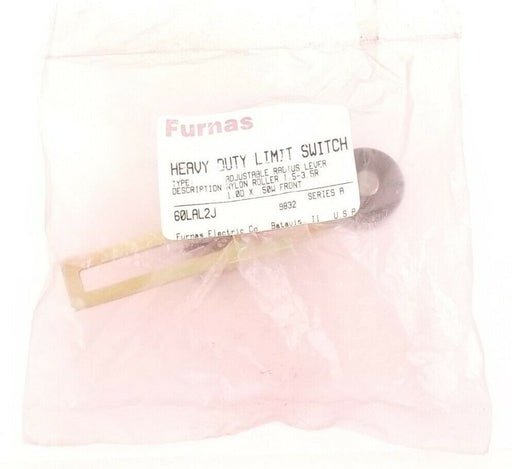 Furnas
HEAVY DUTY LIMIT SWITCH
TYPE ADJUSTABLE RADIUS LEVER
DESCRIPTION NYLON ROLLER 1.5-3.5R
1.0D X .50W FRONT
60LAL2J 9832 SERIES A
Furnas Electric Co. Batavia, Il U.S.A